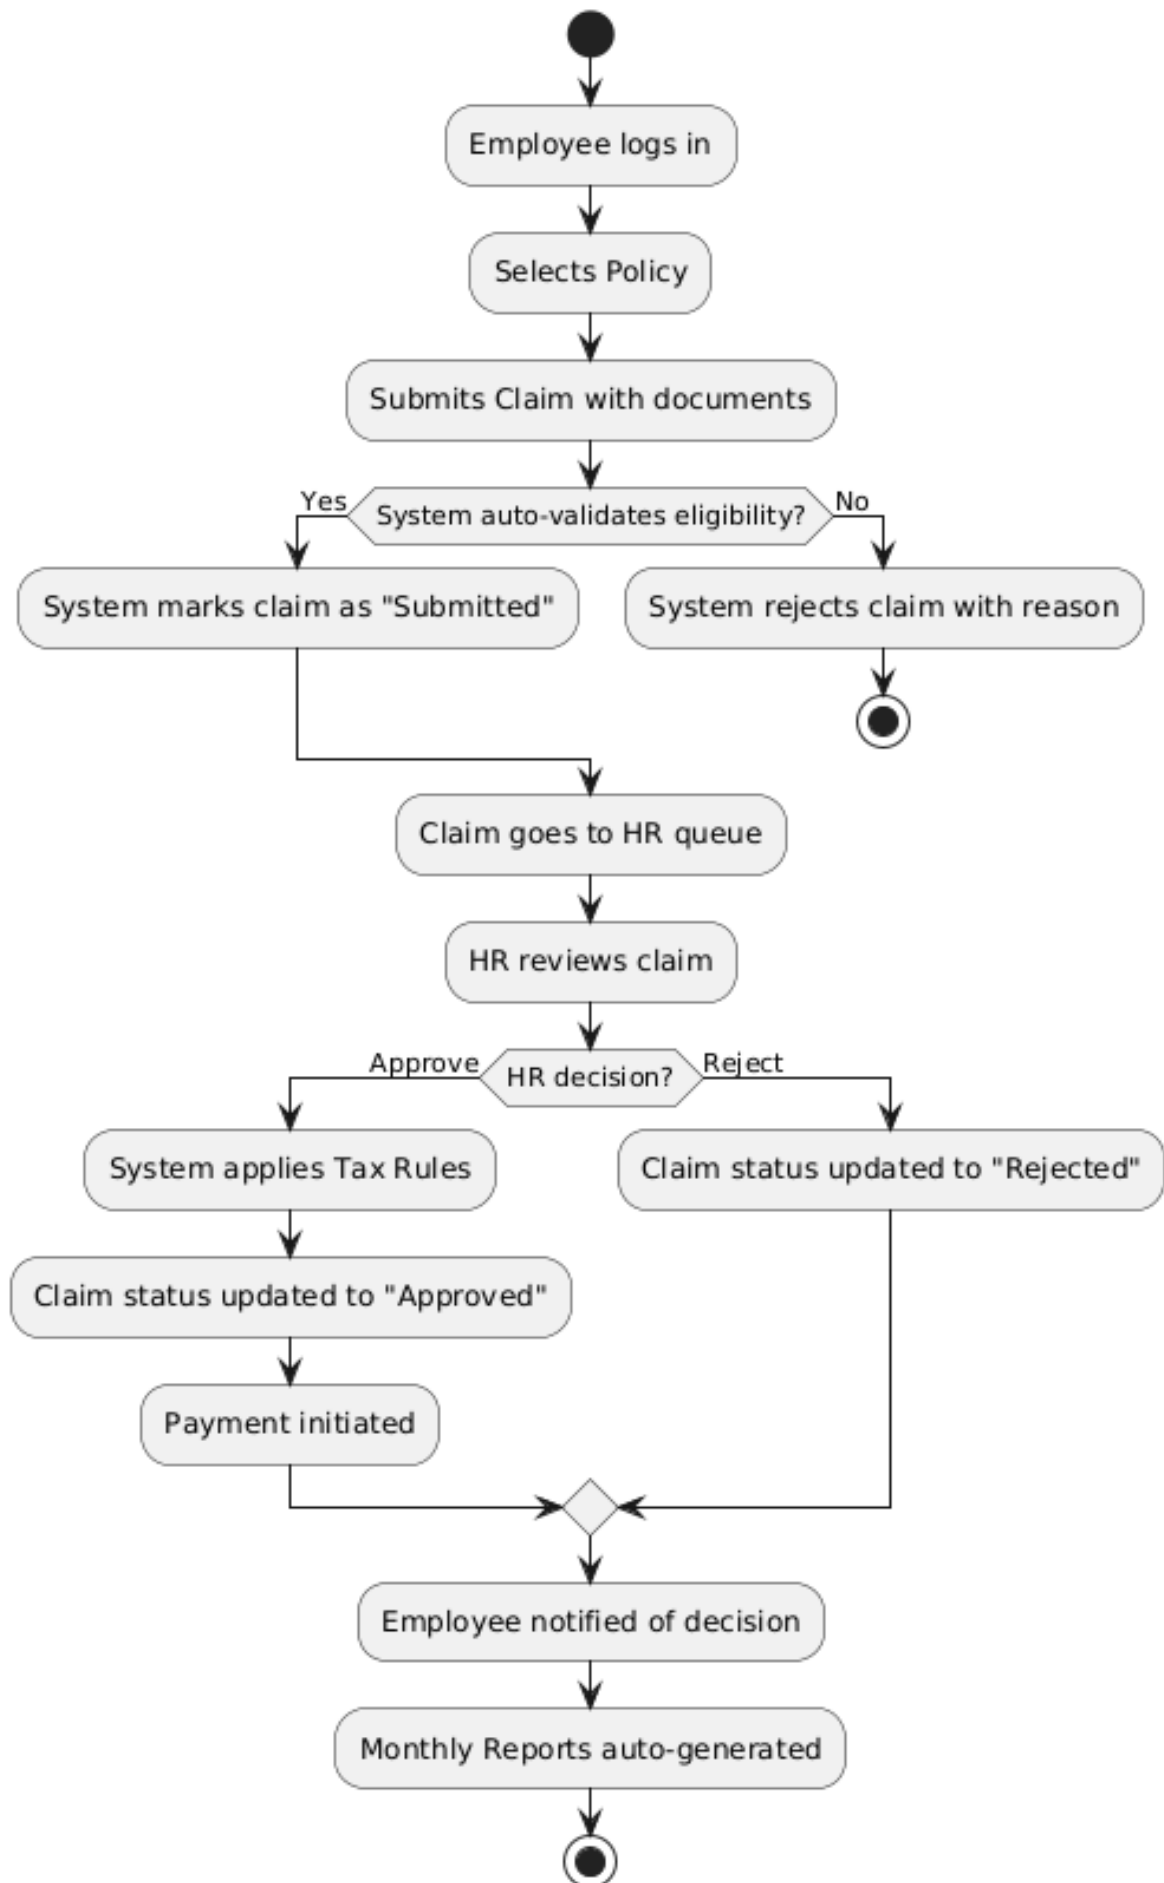 Employee logs in
Selects Policy
Submits Claim with documents
System auto-validates eligibility?
Yes
No
System marks claim as "Submitted"
System rejects claim with reason
Claim goes to HR queue
HR reviews claim
HR decision?
Approve
Reject
System applies Tax Rules
Claim status updated to "Rejected"
Claim status updated to "Approved"
Payment initiated
Employee notified of decision
Monthly Reports auto-generated